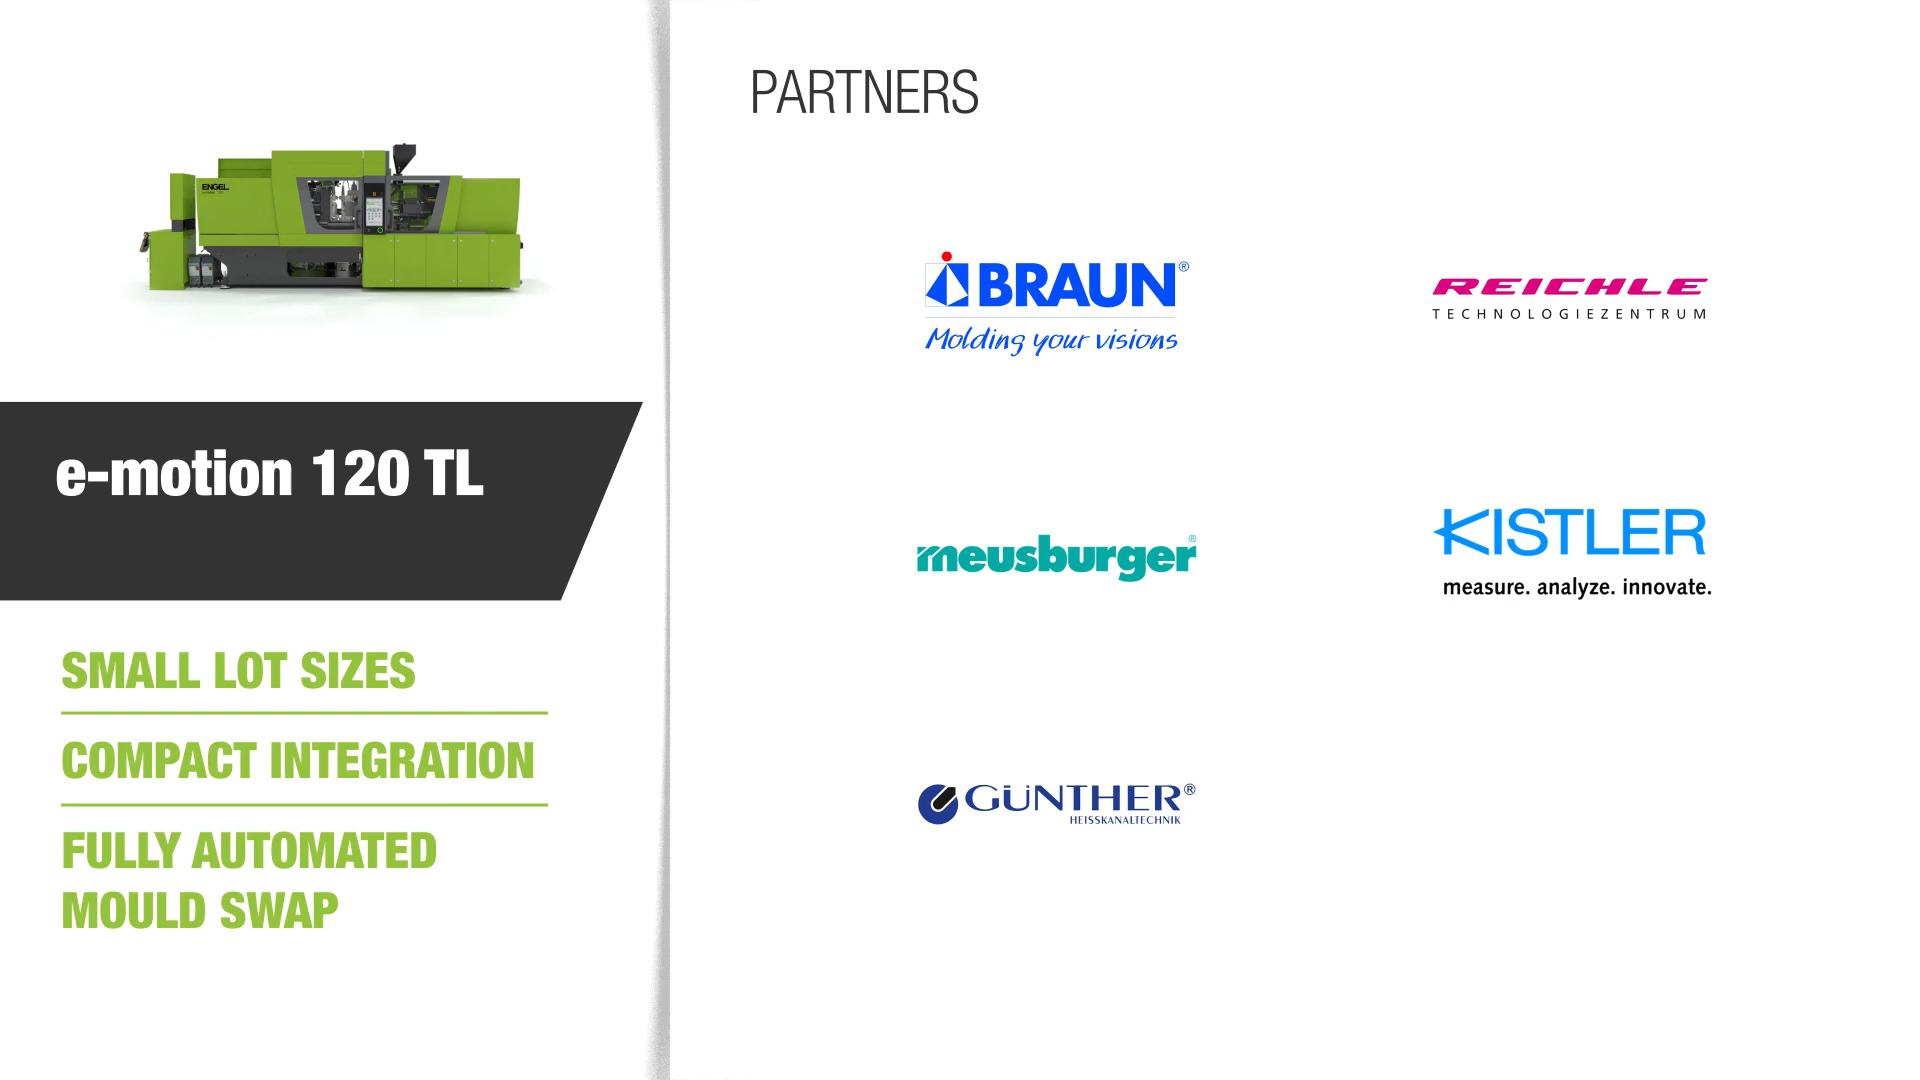 ENGEL
e-motion 120 TL
SMALL LOT SIZES
COMPACT INTEGRATION
FULLY AUTOMATED
MOULD SWAP
PARTNERS
BRAUN®
Molding your visions
REICHLE
TECHNOLOGIEZENTRUM
meusburger®
KISTLER
measure. analyze. innovate.
GÜNTHER®
HEISSKANALTECHNIK